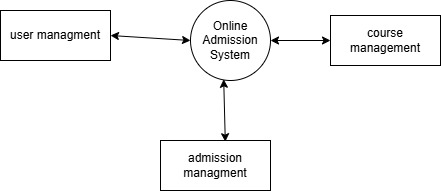 user managment
Online
Admission
System
course
management
admission
managment